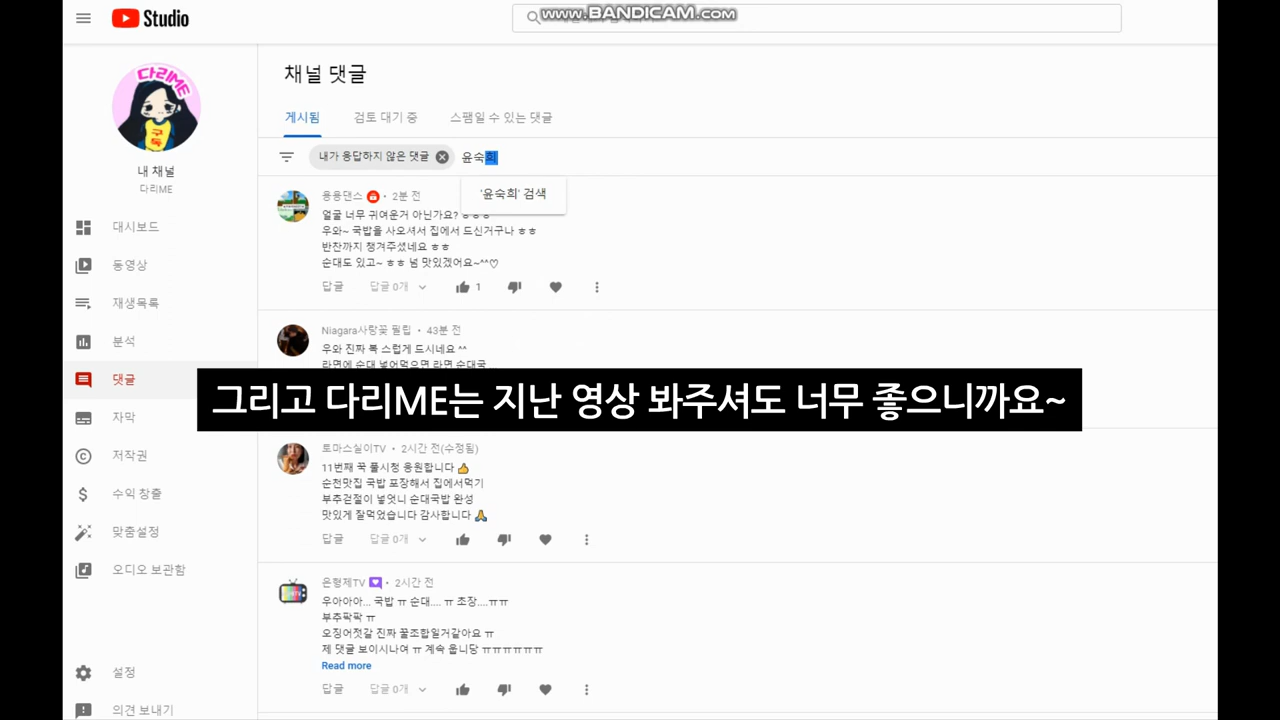 www.BANDICAM.com
Studio
다리ME
구독
내 채널
다리ME
대시보드
동영상
재생목록
분석
댓글
자막
저작권
수익 창출
맞춤설정
오디오 보관함
설정
의견 보내기
채널 댓글
게시됨 검토 대기 중 스팸일 수 있는 댓글
내가 응답하지 않은 댓글 윤숙희
'윤숙희' 검색
용용댄스 • 2분 전
얼굴 너무 귀여운거 아닌가요? ㅎㅎㅎ
우와~ 국밥을 사오셔서 집에서 드신거구나 ㅎㅎ
반찬까지 챙겨주셨네요 ㅎㅎ
순대도 있고~ ㅎㅎ 넘 맛있겠어요~^^♡
답글 답글 0개 1
Niagara사랑꽃 필립 • 43분 전
우와 진짜 복 스럽게 드시네요 ^^
라면에 순대 넣어먹으면 라면 순대국
그리고 다리ME는 지난 영상 봐주셔도 너무 좋으니까요~
토마스실이TV • 2시간 전(수정됨)
11번째 꾹 풀시청 응원합니다 👍
순천맛집 국밥 포장해서 집에서먹기
부추겉절이 넣엇니 순대국밥 완성
맛있게 잘먹었습니다 감사합니다 🙏
답글 답글 0개
은형제TV • 2시간 전
우아아아... 국밥 ㅠ 순대.... ㅠ 초장....ㅠㅠ
부추팍팍 ㅠ
오징어젓갈 진짜 꿀조합일거같아요 ㅠ
제 댓글 보이시나여 ㅠ 계속 웁니당 ㅠㅠㅠㅠㅠㅠ
Read more
답글 답글 0개